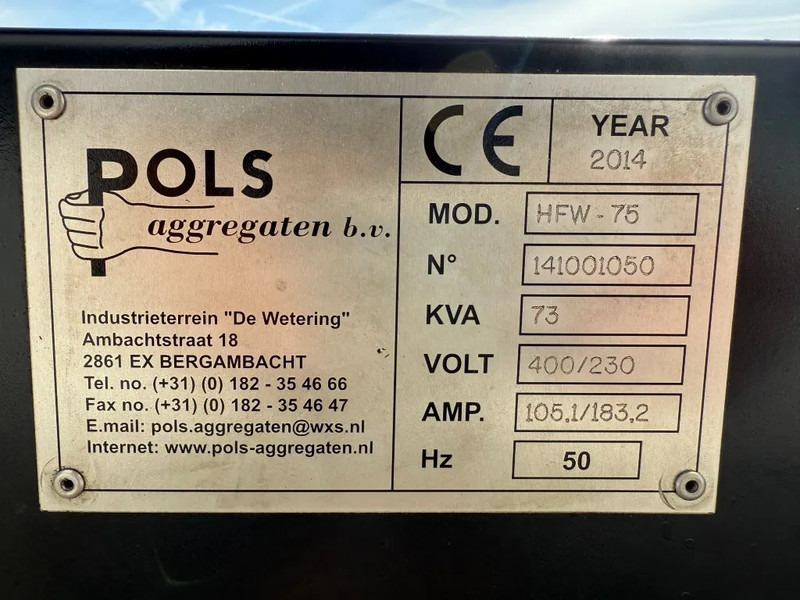 POLS
aggregaten b.v.
Industrieterrein "De Wetering"
Ambachtstraat 18
2861 EX BERGAMBACHT
Tel. no. (+31) (0) 182 - 35 46 66
Fax no. (+31) (0) 182 - 35 46 47
E.mail: pols.aggregaten@wxs.nl
Internet: www.pols-aggregaten.nl
CE
YEAR
2014
MOD. HFW-75
N° 141001050
KVA 73
VOLT 400/230
AMP. 105,1/183,2
Hz 50